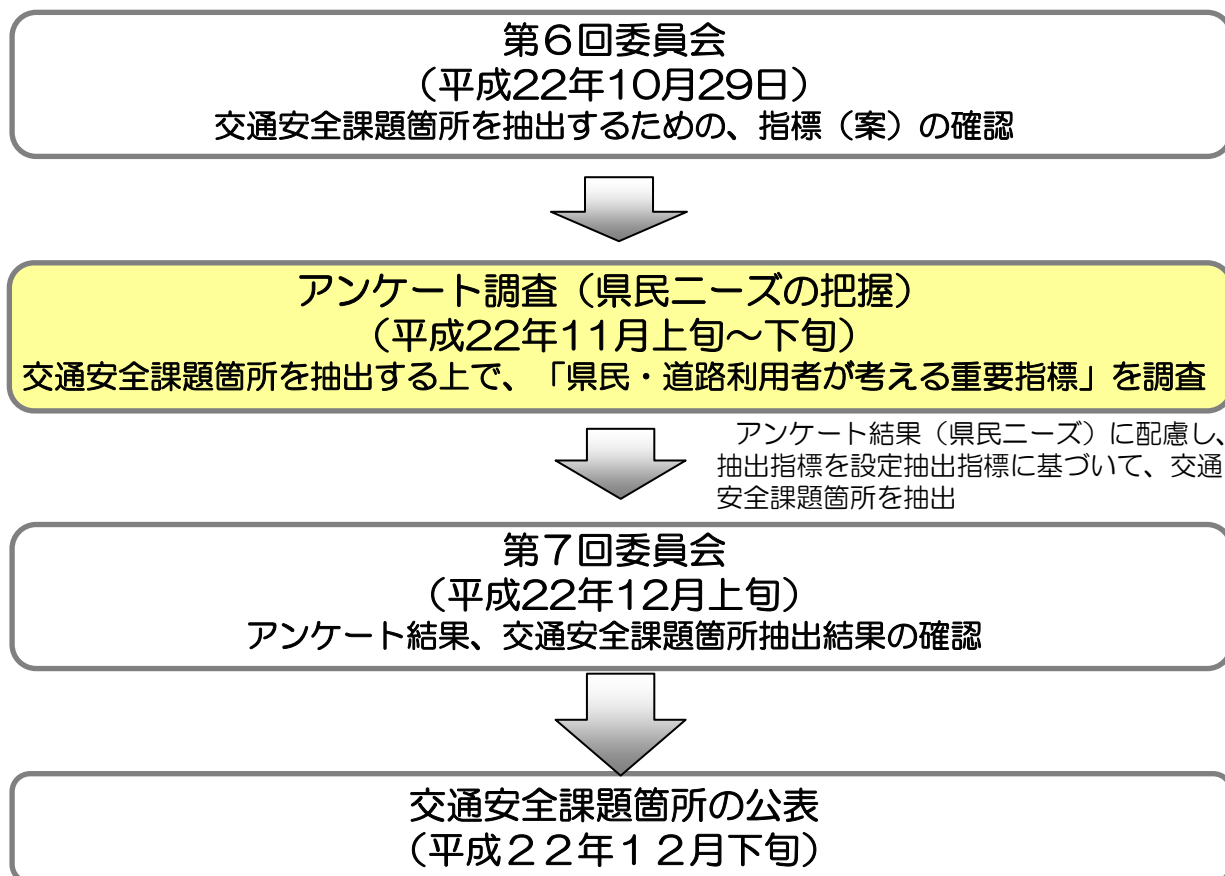 第6回委員会
（平成22年10月29日）
交通安全課題箇所を抽出するための、指標（案）の確認
アンケート調査（県民ニーズの把握）
（平成22年11月上旬～下旬）
交通安全課題箇所を抽出する上で、「県民・道路利用者が考える重要指標」を調査
アンケート結果（県民ニーズ）に配慮し、
抽出指標を設定抽出指標に基づいて、交通
安全課題箇所を抽出
第7回委員会
（平成22年12月上旬）
アンケート結果、交通安全課題箇所抽出結果の確認
交通安全課題箇所の公表
（平成２２年１２月下旬）